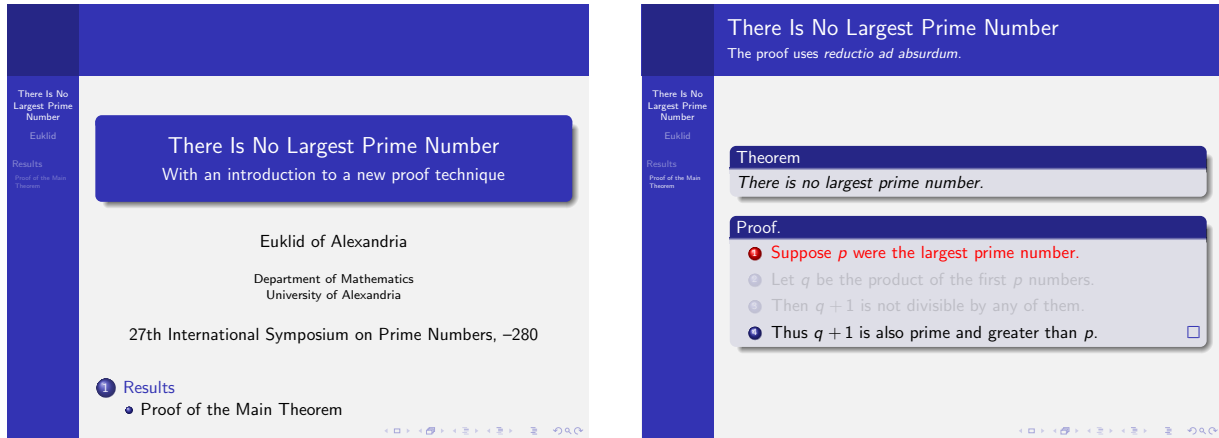 There Is No
Largest Prime
Number
Euklid
Results
Proof of the Main
Theorem
There Is No Largest Prime Number
With an introduction to a new proof technique
Euklid of Alexandria
Department of Mathematics
University of Alexandria
27th International Symposium on Prime Numbers, –280
1 Results
Proof of the Main Theorem
There Is No Largest Prime Number
The proof uses reductio ad absurdum.
There Is No
Largest Prime
Number
Euklid
Results
Proof of the Main
Theorem
Theorem
There is no largest prime number.
Proof.
1 Suppose p were the largest prime number.
2 Let q be the product of the first p numbers.
3 Then q + 1 is not divisible by any of them.
4 Thus q + 1 is also prime and greater than p. □